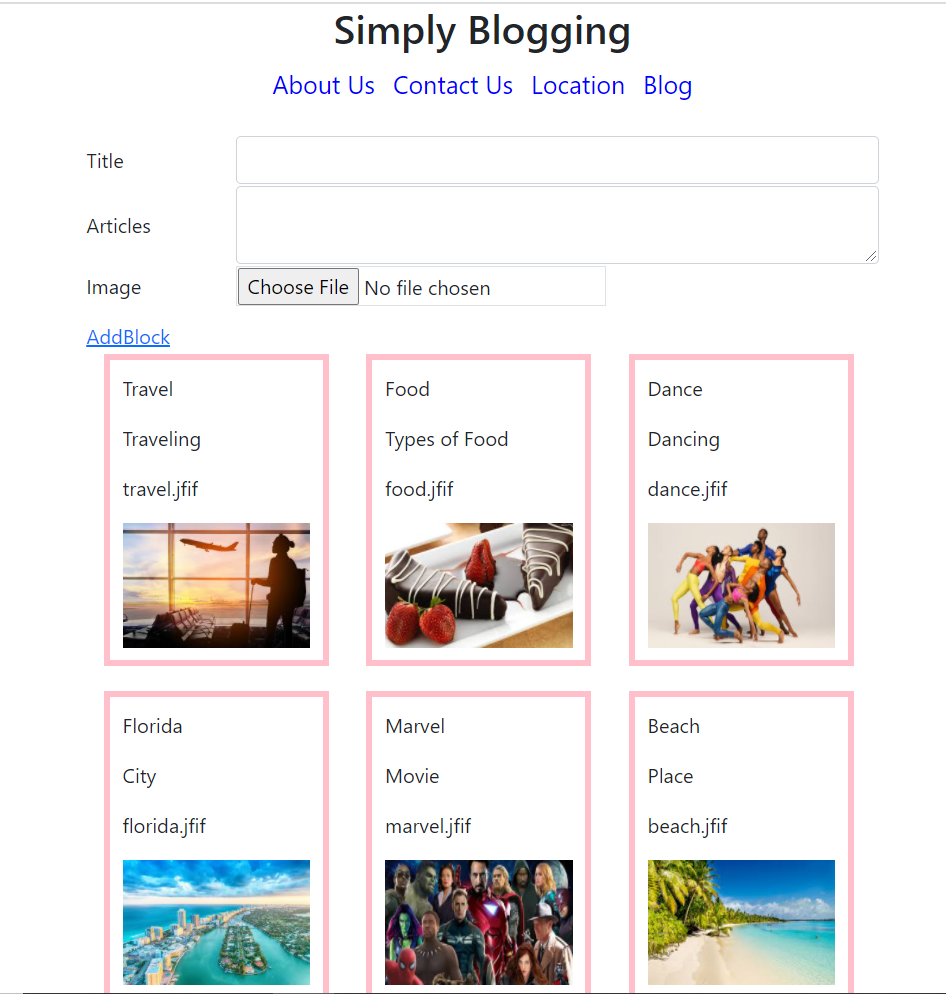 Simply Blogging
About Us Contact Us Location Blog
Title
Articles
Image Choose File No file chosen
AddBlock
Travel
Traveling
travel.jfif
Food
Types of Food
food.jfif
Dance
Dancing
dance.jfif
Florida
City
florida.jfif
Marvel
Movie
marvel.jfif
Beach
Place
beach.jfif